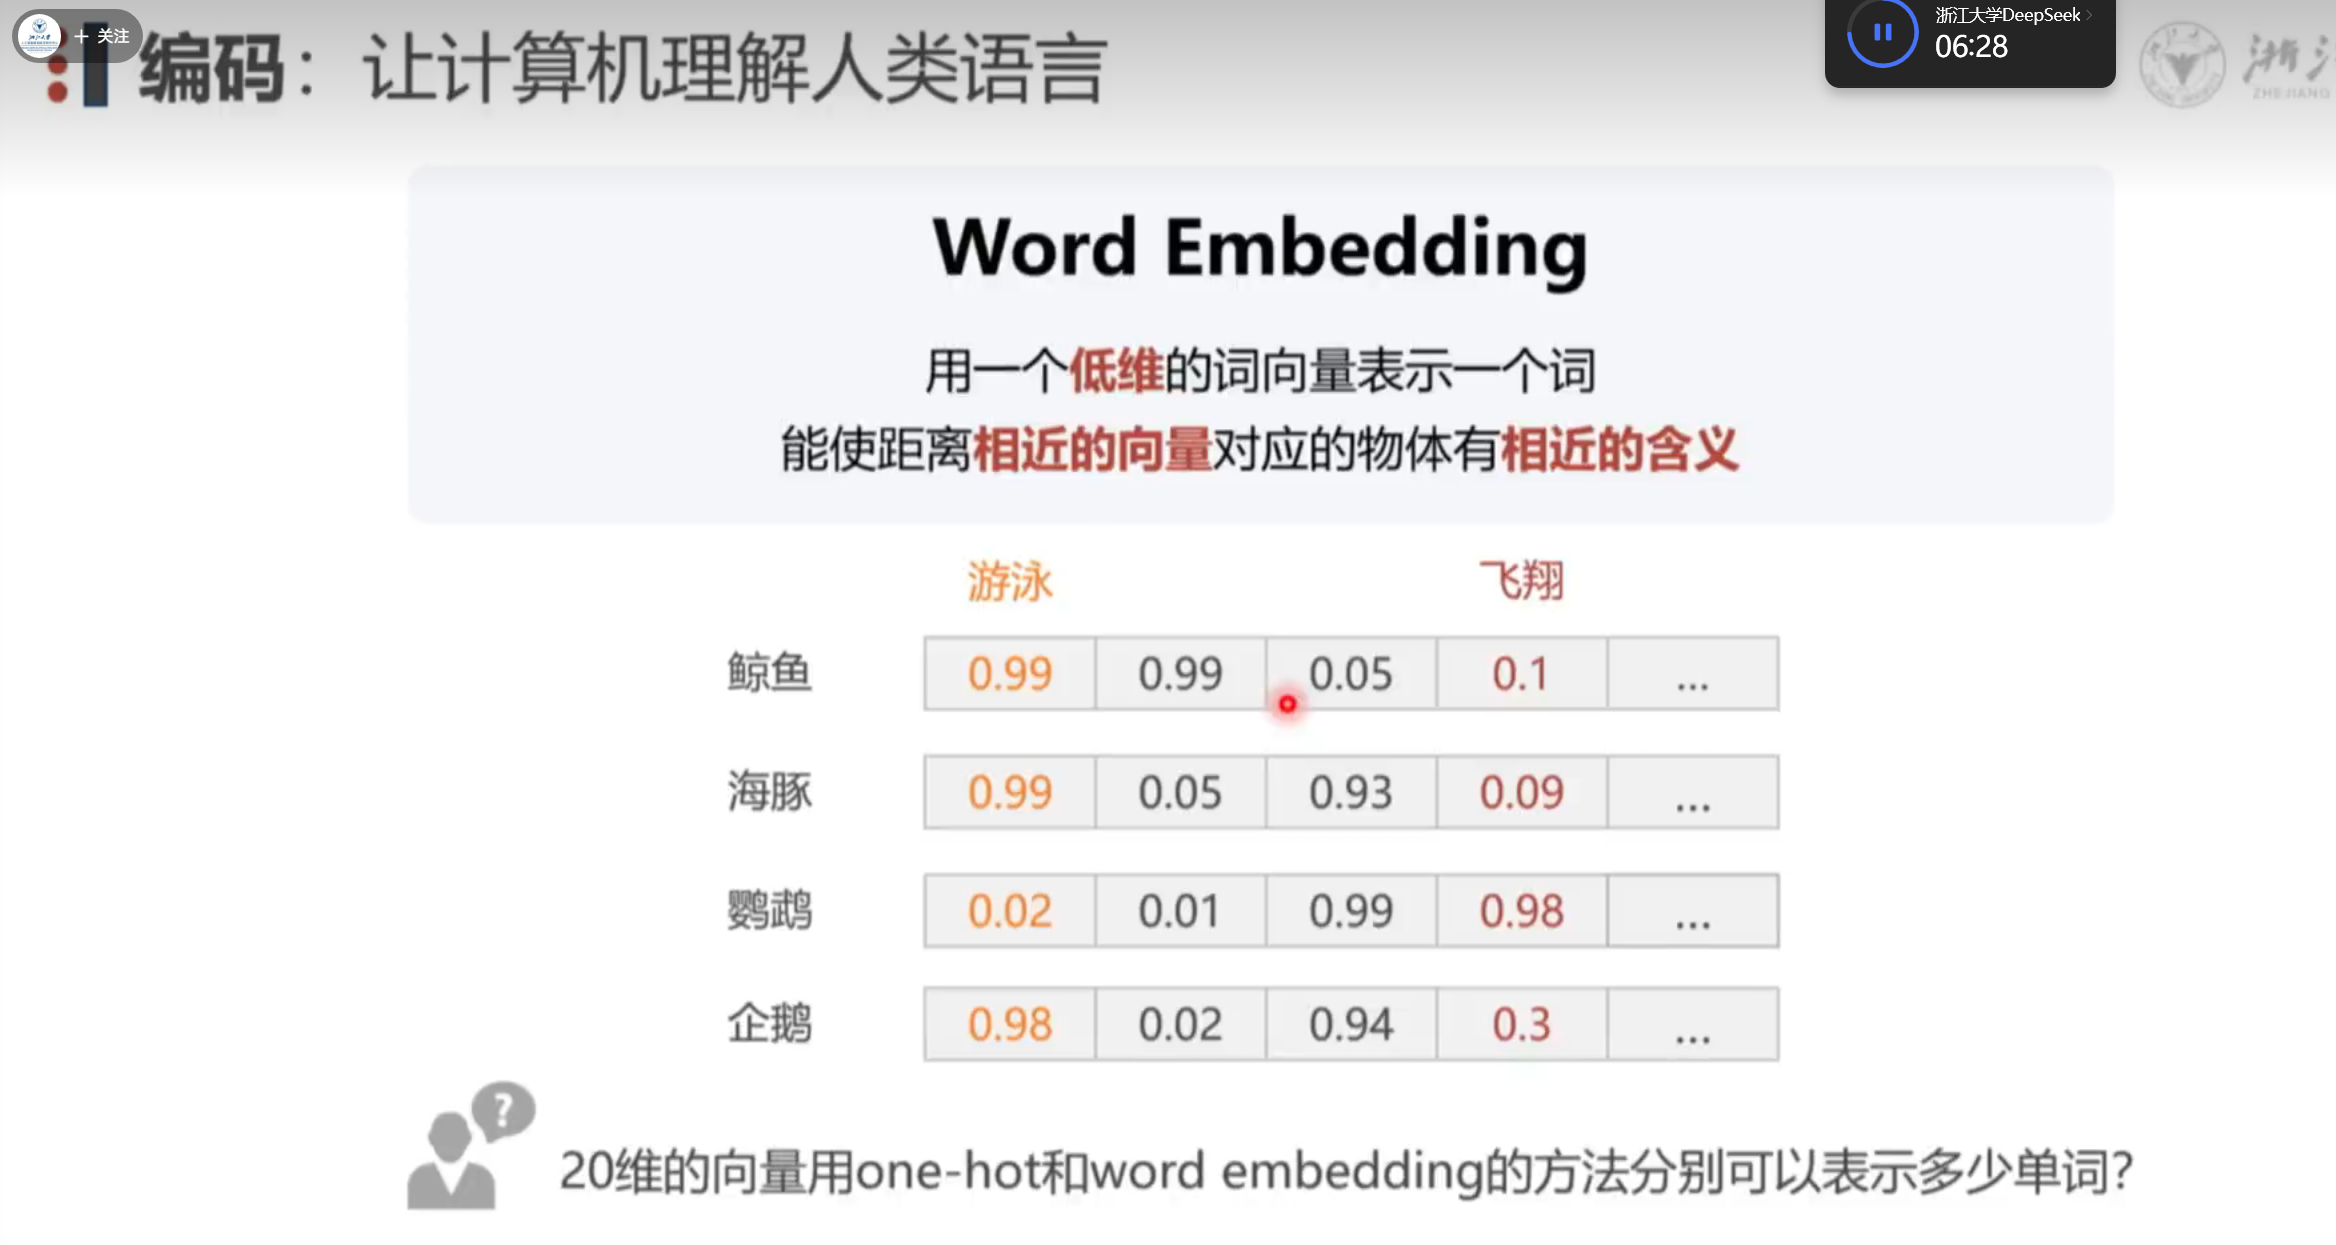 + 关注
浙江大学DeepSeek
06:28
编码：让计算机理解人类语言
ZHEJIANG
Word Embedding
用一个低维的词向量表示一个词
能使距离相近的向量对应的物体有相近的含义
游泳 飞翔
鲸鱼 0.99 0.99 0.05 0.1 ...
海豚 0.99 0.05 0.93 0.09 ...
鹦鹉 0.02 0.01 0.99 0.98 ...
企鹅 0.98 0.02 0.94 0.3 ...
?
20维的向量用one-hot和word embedding的方法分别可以表示多少单词?